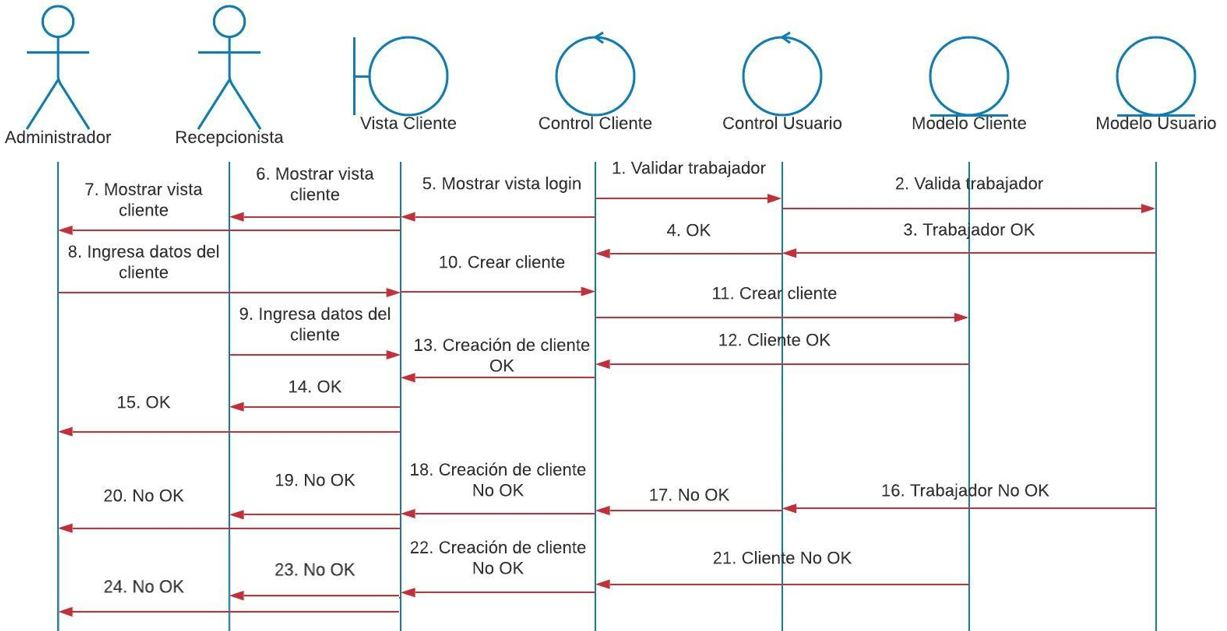 Administrador
Recepcionista
Vista Cliente
Control Cliente
Control Usuario
Modelo Cliente
Modelo Usuario
1. Validar trabajador
2. Valida trabajador
3. Trabajador OK
4. OK
5. Mostrar vista login
6. Mostrar vista
cliente
7. Mostrar vista
cliente
8. Ingresa datos del
cliente
9. Ingresa datos del
cliente
10. Crear cliente
11. Crear cliente
12. Cliente OK
13. Creación de cliente
OK
14. OK
15. OK
16. Trabajador No OK
17. No OK
18. Creación de cliente
No OK
19. No OK
20. No OK
21. Cliente No OK
22. Creación de cliente
No OK
23. No OK
24. No OK